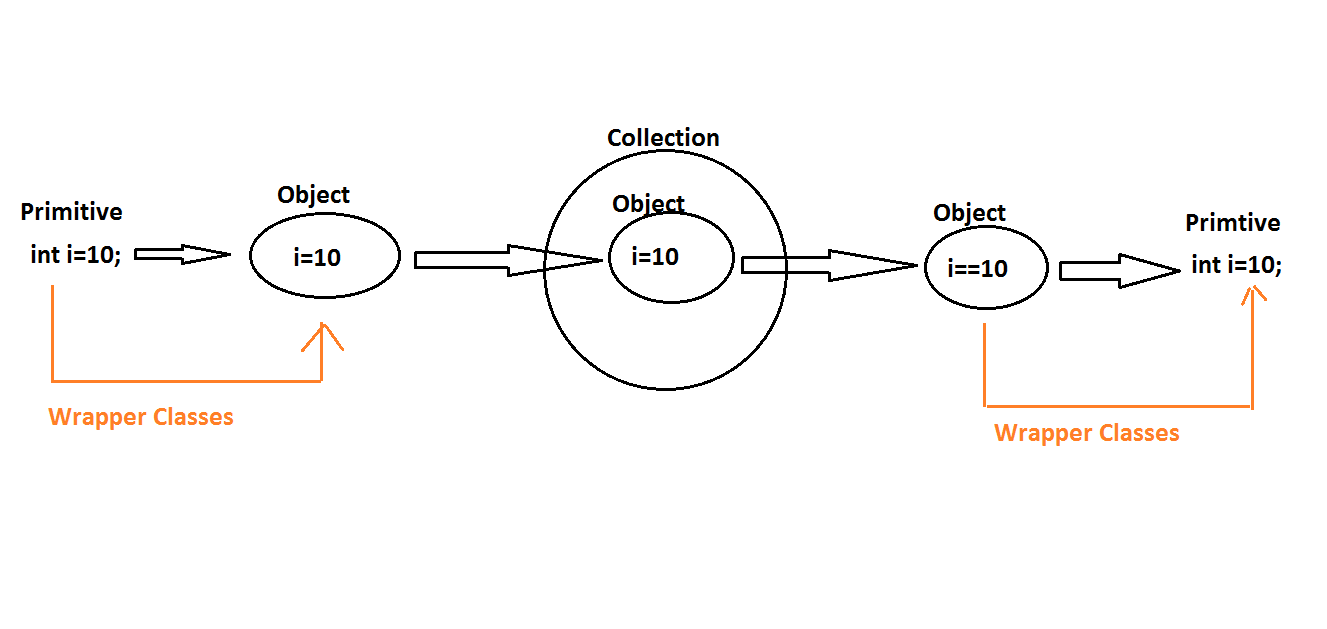 Collection
Object
Object
Object
Primitive
Primtive
int i=10;
i=10
i=10
i==10
int i=10;
Wrapper Classes
Wrapper Classes